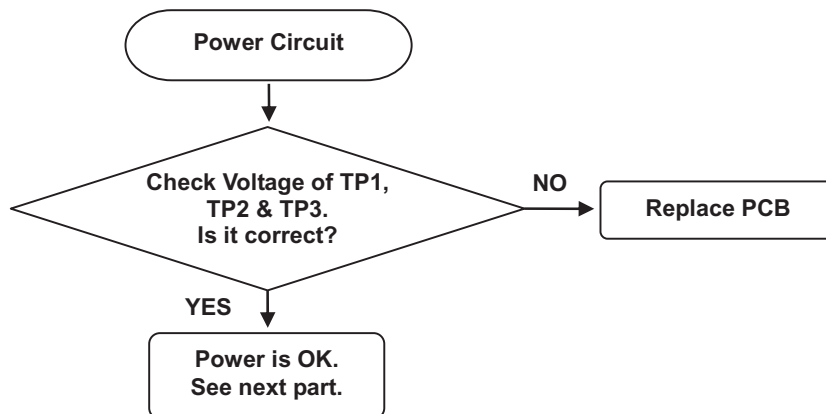 Power Circuit
Check Voltage of TP1,
TP2 & TP3.
Is it correct?
NO
Replace PCB
YES
Power is OK.
See next part.